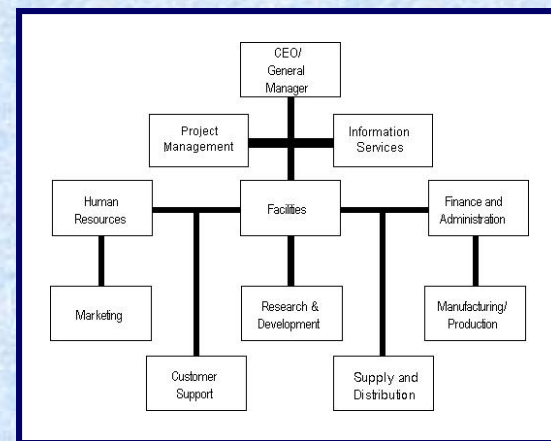 CEO/
General
Manager
Project
Management
Information
Services
Human
Resources
Facilities
Finance and
Administration
Marketing
Research &
Development
Manufacturing/
Production
Customer
Support
Supply and
Distribution